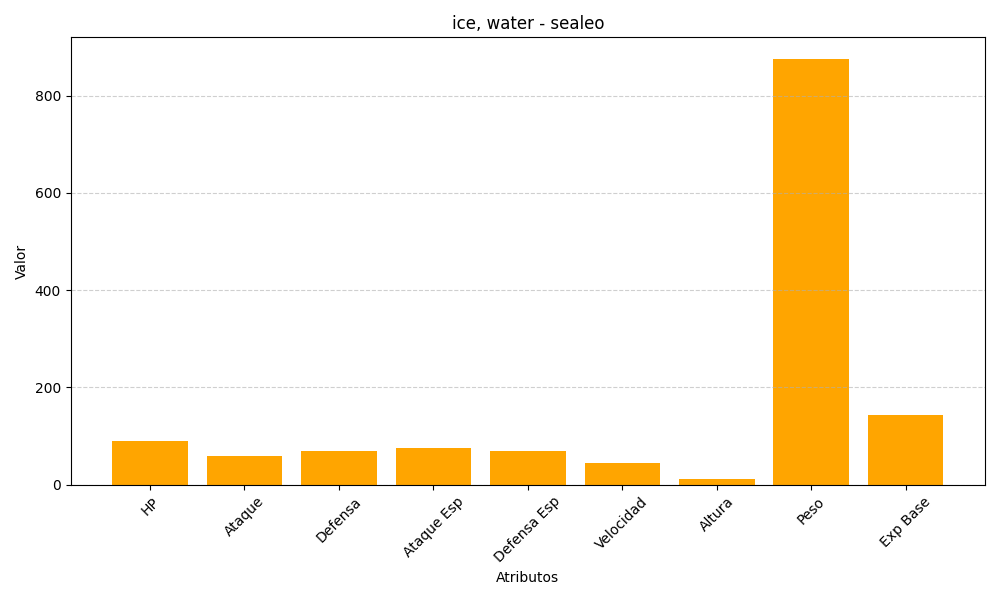 ice, water - sealeo
Valor
800
600
400
200
0
HP
Ataque
Defensa
Ataque Esp
Defensa Esp
Velocidad
Altura
Peso
Exp Base
Atributos